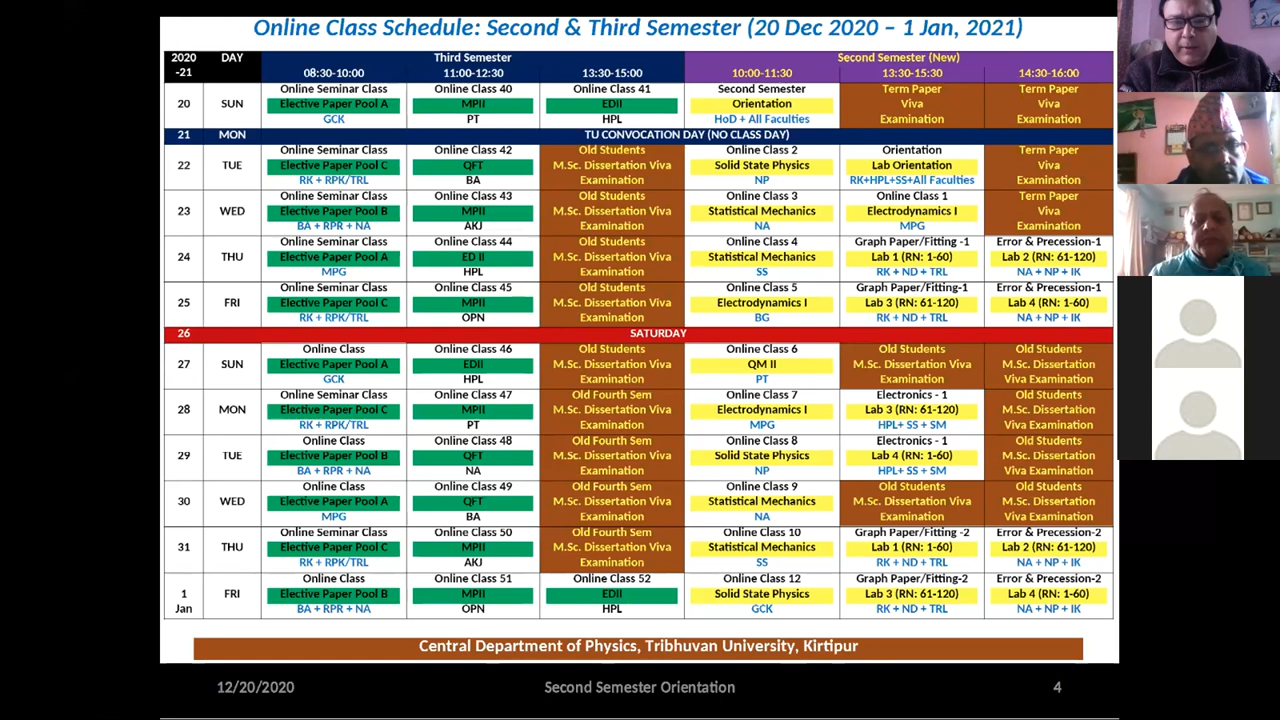 Online Class Schedule: Second & Third Semester (20 Dec 2020 – 1 Jan, 2021)
2020 DAY Third Semester Second Semester (New)
-21 08:30-10:00 11:00-12:30 13:30-15:00 10:00-11:30 13:30-15:30 14:30-16:00
Online Seminar Class Online Class 40 Online Class 41 Second Semester Term Paper Term Paper
20 SUN Elective Paper Pool A MPII EDII Orientation Viva Viva
GCK PT HPL HoD + All Faculties Examination Examination
21 MON TU CONVOCATION DAY (NO CLASS DAY)
Online Seminar Class Online Class 42 Old Students Online Class 2 Orientation Term Paper
22 TUE Elective Paper Pool C QFT M.Sc. Dissertation Viva Solid State Physics Lab Orientation Viva
RK + RPK/TRL BA Examination NP RK+HPL+SS+All Faculties Examination
Online Seminar Class Online Class 43 Old Students Online Class 3 Online Class 1 Term Paper
23 WED Elective Paper Pool B MPII M.Sc. Dissertation Viva Statistical Mechanics Electrodynamics I Viva
BA + RPR + NA AKJ Examination NA MPG Examination
Online Seminar Class Online Class 44 Old Students Online Class 4 Graph Paper/Fitting -1 Error & Precession-1
24 THU Elective Paper Pool A ED II M.Sc. Dissertation Viva Statistical Mechanics Lab 1 (RN: 1-60) Lab 2 (RN: 61-120)
MPG HPL Examination SS RK + ND + TRL NA + NP + IK
Online Seminar Class Online Class 45 Old Students Online Class 5 Graph Paper/Fitting-1 Error & Precession-1
25 FRI Elective Paper Pool C MPII M.Sc. Dissertation Viva Electrodynamics I Lab 3 (RN: 61-120) Lab 4 (RN: 1-60)
RK + RPK/TRL OPN Examination BG RK + ND + TRL NA + NP + IK
26 SATURDAY
Online Class Online Class 46 Old Students Online Class 6 Old Students Old Students
27 SUN Elective Paper Pool A EDII M.Sc. Dissertation Viva QM II M.Sc. Dissertation Viva M.Sc. Dissertation
GCK HPL Examination PT Examination Viva Examination
Online Seminar Class Online Class 47 Old Fourth Sem Online Class 7 Electronics - 1 Old Students
28 MON Elective Paper Pool C MPII M.Sc. Dissertation Viva Electrodynamics I Lab 3 (RN: 61-120) M.Sc. Dissertation
RK + RPK/TRL PT Examination MPG HPL+ SS + SM Viva Examination
Online Class Online Class 48 Old Fourth Sem Online Class 8 Electronics - 1 Old Students
29 TUE Elective Paper Pool B QFT M.Sc. Dissertation Viva Solid State Physics Lab 4 (RN: 1-60) M.Sc. Dissertation
BA + RPR + NA NA Examination NP HPL+ SS + SM Viva Examination
Online Class Online Class 49 Old Fourth Sem Online Class 9 Old Students Old Students
30 WED Elective Paper Pool A QFT M.Sc. Dissertation Viva Statistical Mechanics M.Sc. Dissertation Viva M.Sc. Dissertation
MPG BA Examination NA Examination Viva Examination
Online Seminar Class Online Class 50 Old Fourth Sem Online Class 10 Graph Paper/Fitting -2 Error & Precession-2
31 THU Elective Paper Pool C MPII M.Sc. Dissertation Viva Statistical Mechanics Lab 1 (RN: 1-60) Lab 2 (RN: 61-120)
RK + RPK/TRL AKJ Examination SS RK + ND + TRL NA + NP + IK
Online Class Online Class 51 Online Class 52 Online Class 12 Graph Paper/Fitting-2 Error & Precession-2
1 FRI Elective Paper Pool B MPII EDII Solid State Physics Lab 3 (RN: 61-120) Lab 4 (RN: 1-60)
Jan BA + RPR + NA OPN HPL GCK RK + ND + TRL NA + NP + IK
Central Department of Physics, Tribhuvan University, Kirtipur
12/20/2020 Second Semester Orientation 4